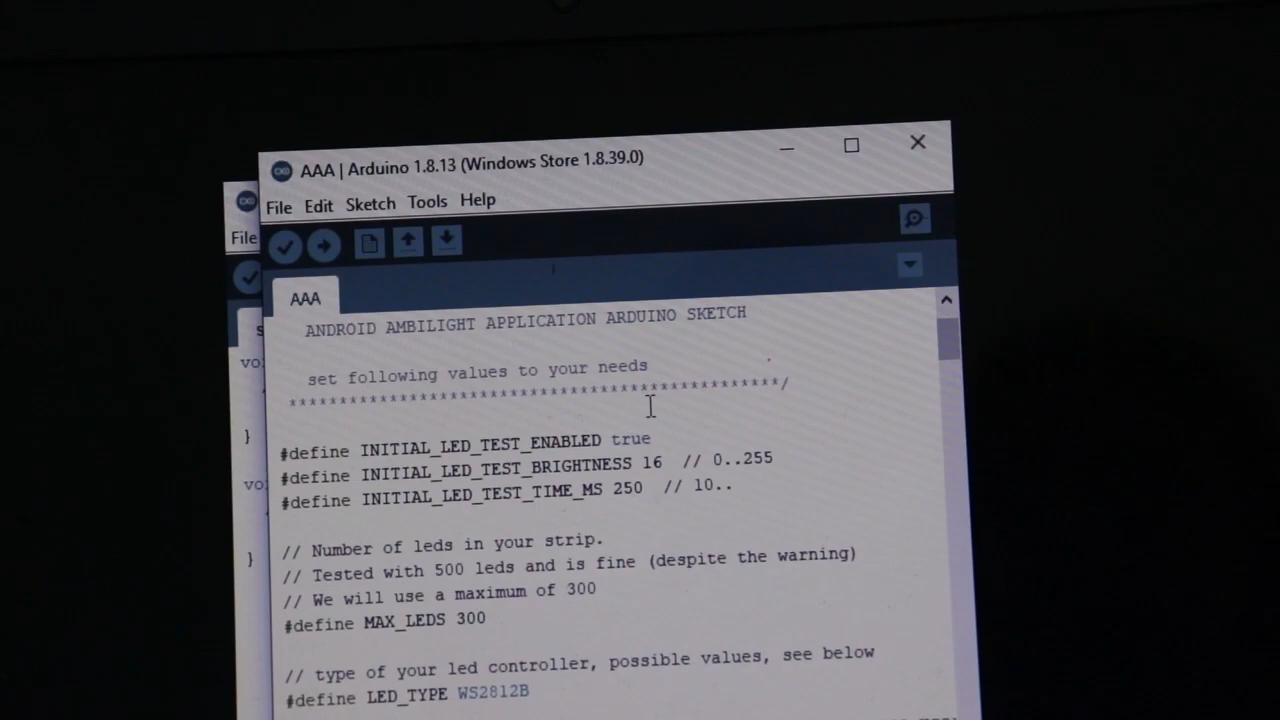 AAA | Arduino 1.8.13 (Windows Store 1.8.39.0)
File Edit Sketch Tools Help
File
AAA
ANDROID AMBILIGHT APPLICATION ARDUINO SKETCH
set following values to your needs
************************************************/
#define INITIAL_LED_TEST_ENABLED true
#define INITIAL_LED_TEST_BRIGHTNESS 16 // 0..255
#define INITIAL_LED_TEST_TIME_MS 250 // 10..
// Number of leds in your strip.
// Tested with 500 leds and is fine (despite the warning)
// We will use a maximum of 300
#define MAX_LEDS 300
// type of your led controller, possible values, see below
#define LED_TYPE WS2812B
s
vo
}
vo
}